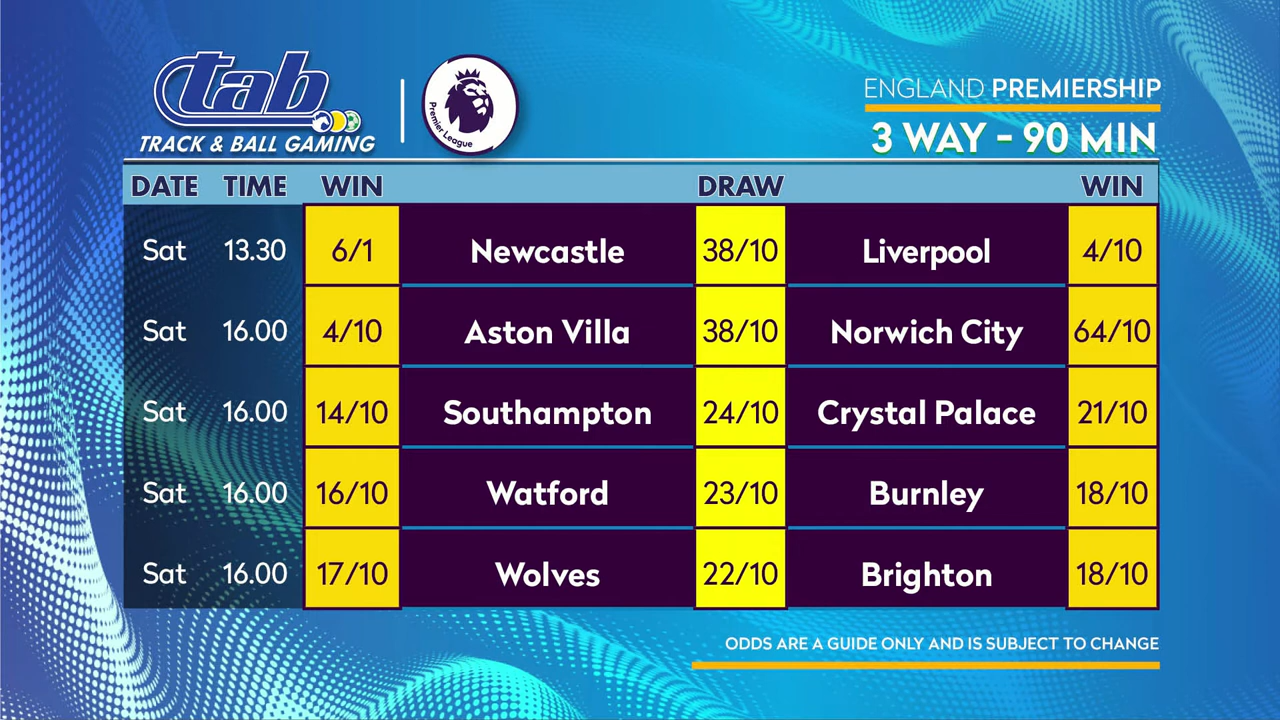 tab
TRACK & BALL GAMING
Premier League
ENGLAND PREMIERSHIP
3 WAY - 90 MIN
DATE TIME WIN DRAW WIN
Sat 13.30 6/1 Newcastle 38/10 Liverpool 4/10
Sat 16.00 4/10 Aston Villa 38/10 Norwich City 64/10
Sat 16.00 14/10 Southampton 24/10 Crystal Palace 21/10
Sat 16.00 16/10 Watford 23/10 Burnley 18/10
Sat 16.00 17/10 Wolves 22/10 Brighton 18/10
ODDS ARE A GUIDE ONLY AND IS SUBJECT TO CHANGE